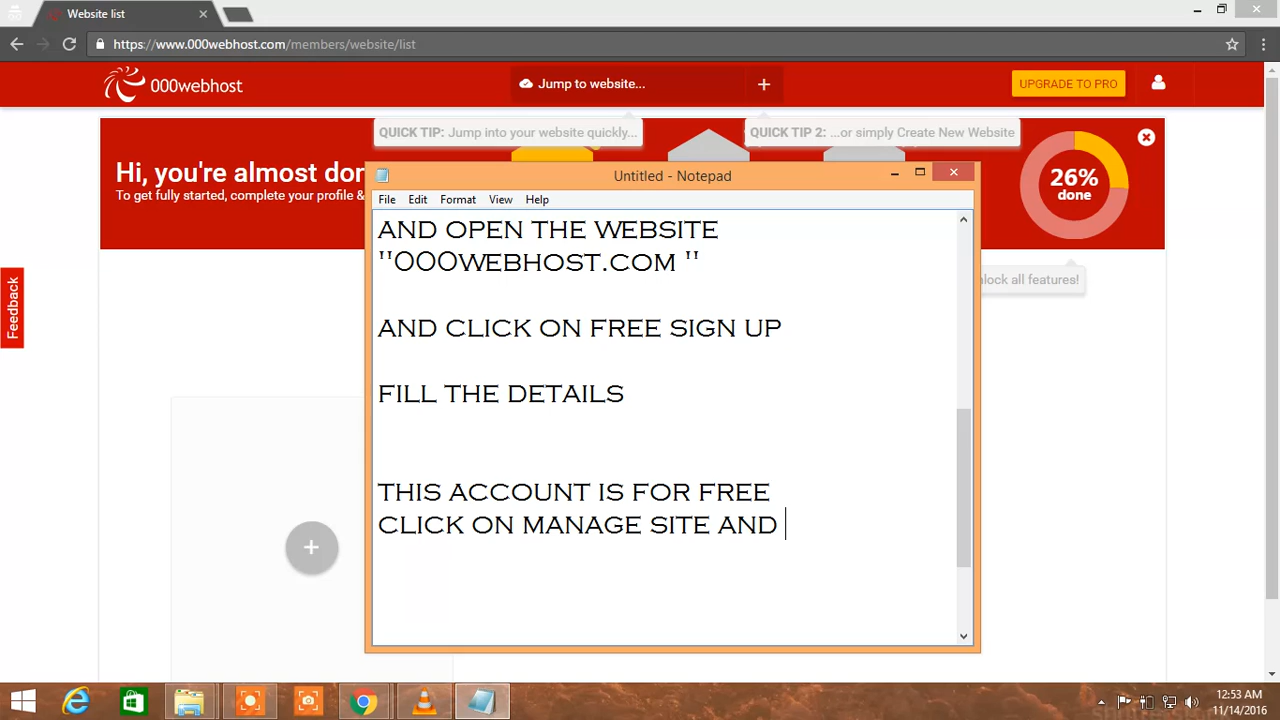 Website list
https://www.000webhost.com/members/website/list
000webhost
Jump to website...
+
UPGRADE TO PRO
QUICK TIP: Jump into your website quickly...
QUICK TIP 2: ...or simply Create New Website
Hi, you're almost don
To get fully started, complete your profile &
26%
done
lock all features!
Feedback
Untitled - Notepad
File Edit Format View Help
AND OPEN THE WEBSITE
"000WEBHOST.COM "
AND CLICK ON FREE SIGN UP
FILL THE DETAILS
THIS ACCOUNT IS FOR FREE
CLICK ON MANAGE SITE AND
+
12:53 AM
11/14/2016